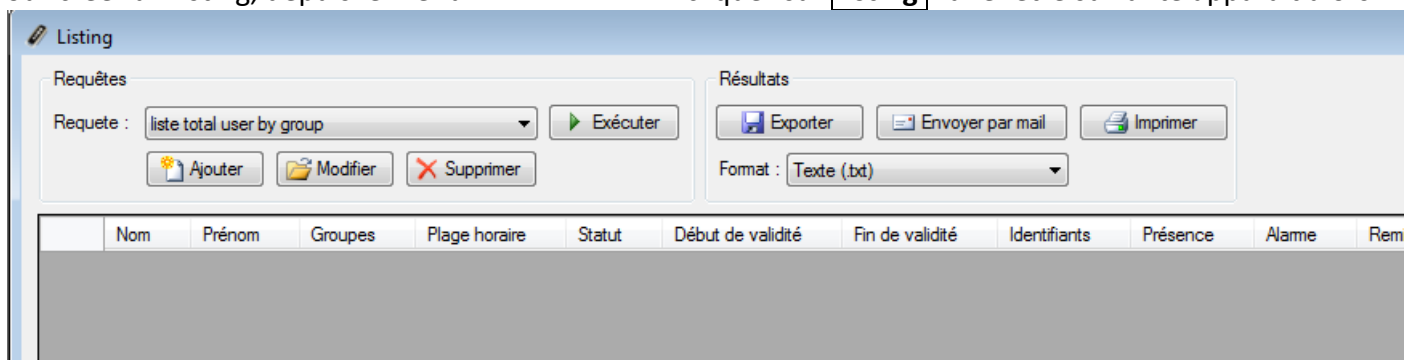 Listing
Requêtes
Résultats
Requete : liste total user by group Exécuter
Exporter Envoyer par mail Imprimer
Ajouter Modifier Supprimer
Format : Texte (.txt)
Nom Prénom Groupes Plage horaire Statut Début de validité Fin de validité Identifiants Présence Alarme